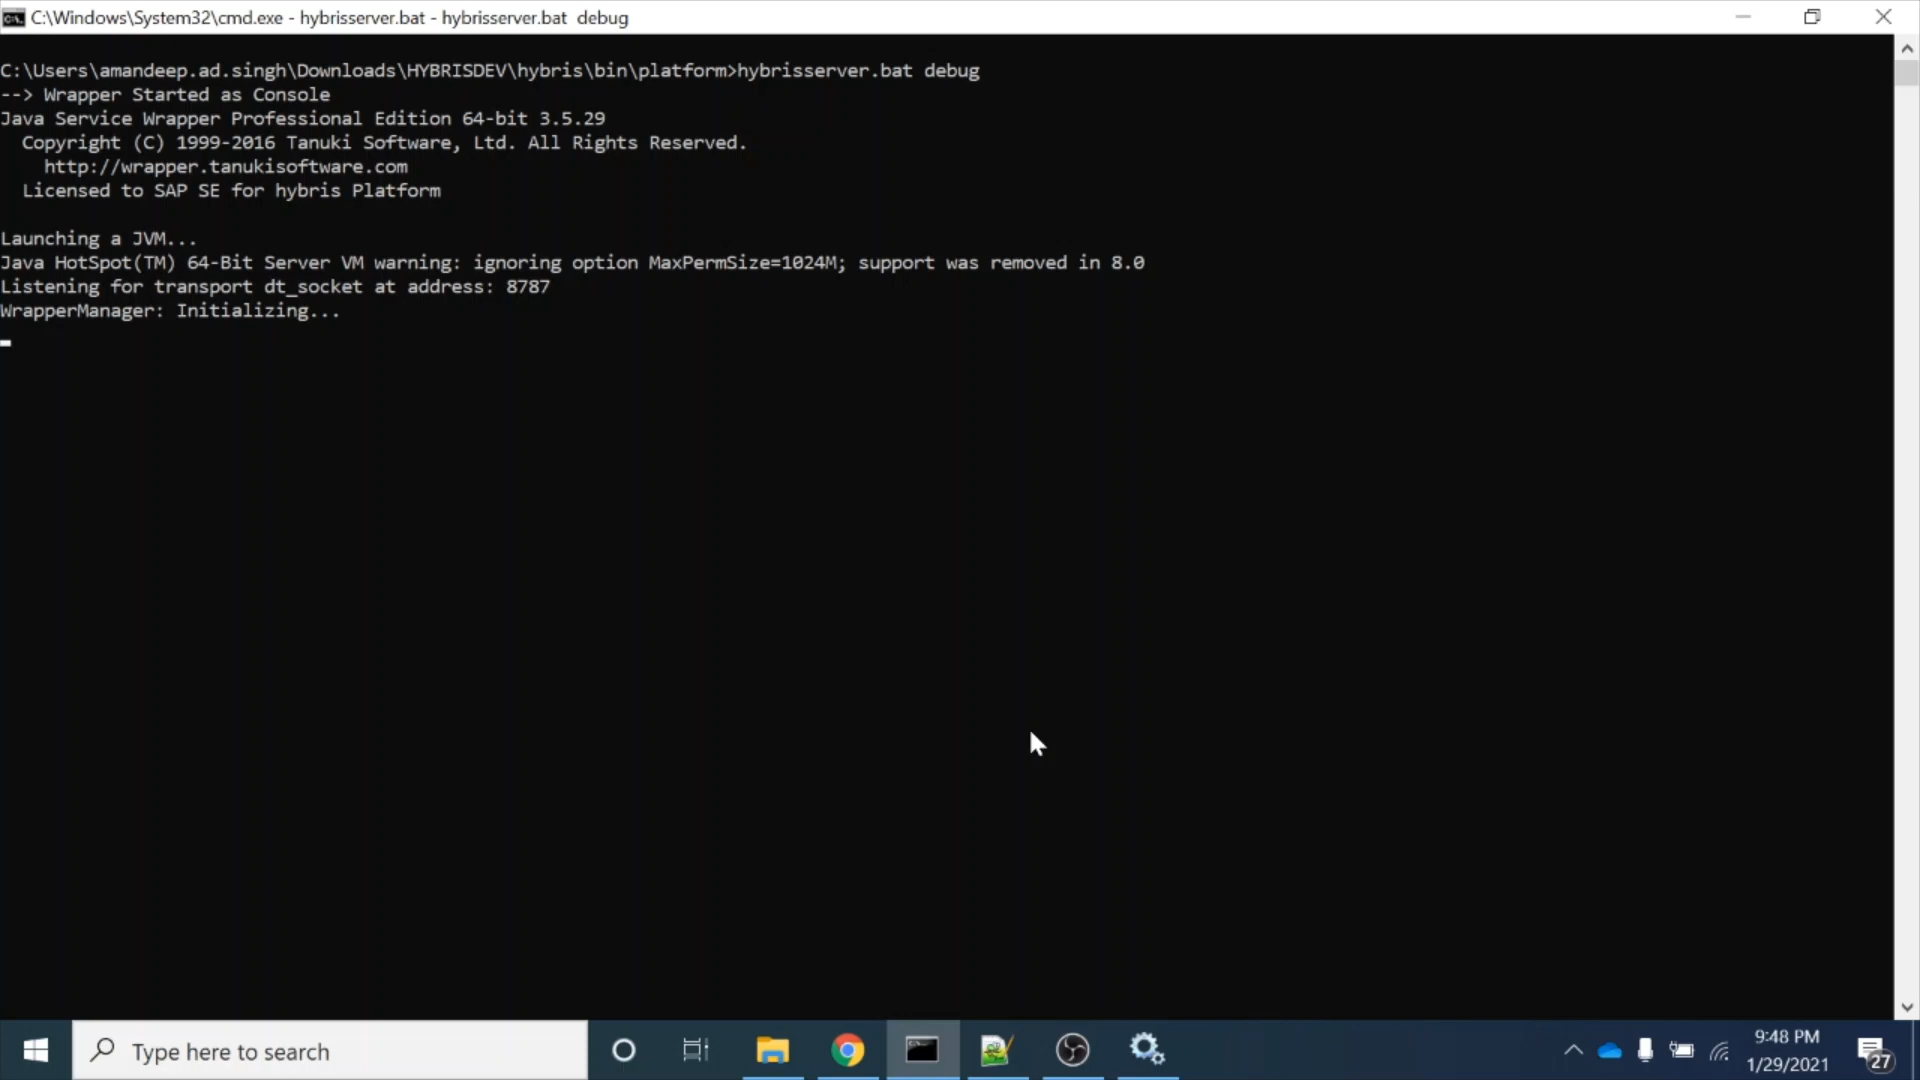 C:\Windows\System32\cmd.exe - hybrisserver.bat - hybrisserver.bat  debug
C:\Users\amandeep.ad.singh\Downloads\HYBRISDEV\hybris\bin\platform>hybrisserver.bat debug
--> Wrapper Started as Console
Java Service Wrapper Professional Edition 64-bit 3.5.29
  Copyright (C) 1999-2016 Tanuki Software, Ltd. All Rights Reserved.
    http://wrapper.tanukisoftware.com
  Licensed to SAP SE for hybris Platform
Launching a JVM...
Java HotSpot(TM) 64-Bit Server VM warning: ignoring option MaxPermSize=1024M; support was removed in 8.0
Listening for transport dt_socket at address: 8787
WrapperManager: Initializing...
Type here to search
9:48 PM
1/29/2021
27